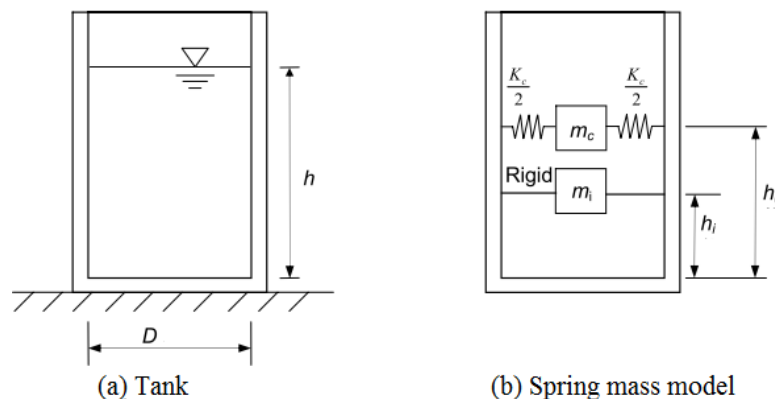 h
D
(a) Tank
K_c/2
K_c/2
m_c
Rigid
m_i
h_i
h
(b) Spring mass model